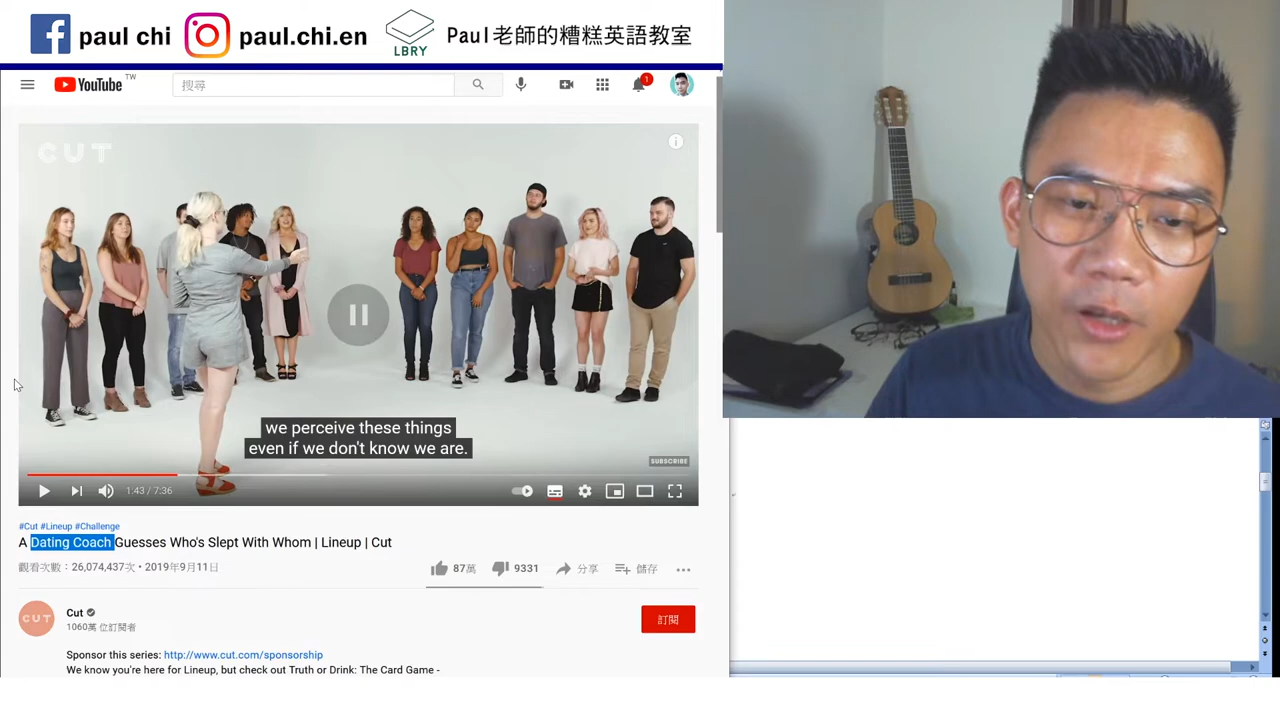 paul chi
paul.chi.en
LBRY
Paul老師的糟糕英語教室
YouTube TW
搜尋
1
CUT
we perceive these things
even if we don't know we are.
SUBSCRIBE
1:43 / 7:36
#Cut #Lineup #Challenge
A Dating Coach Guesses Who's Slept With Whom | Lineup | Cut
觀看次數：26,074,437次 • 2019年9月11日
87萬
9331
分享
儲存
CUT
Cut
1060萬 位訂閱者
訂閱
Sponsor this series: http://www.cut.com/sponsorship
We know you're here for Lineup, but check out Truth or Drink: The Card Game -